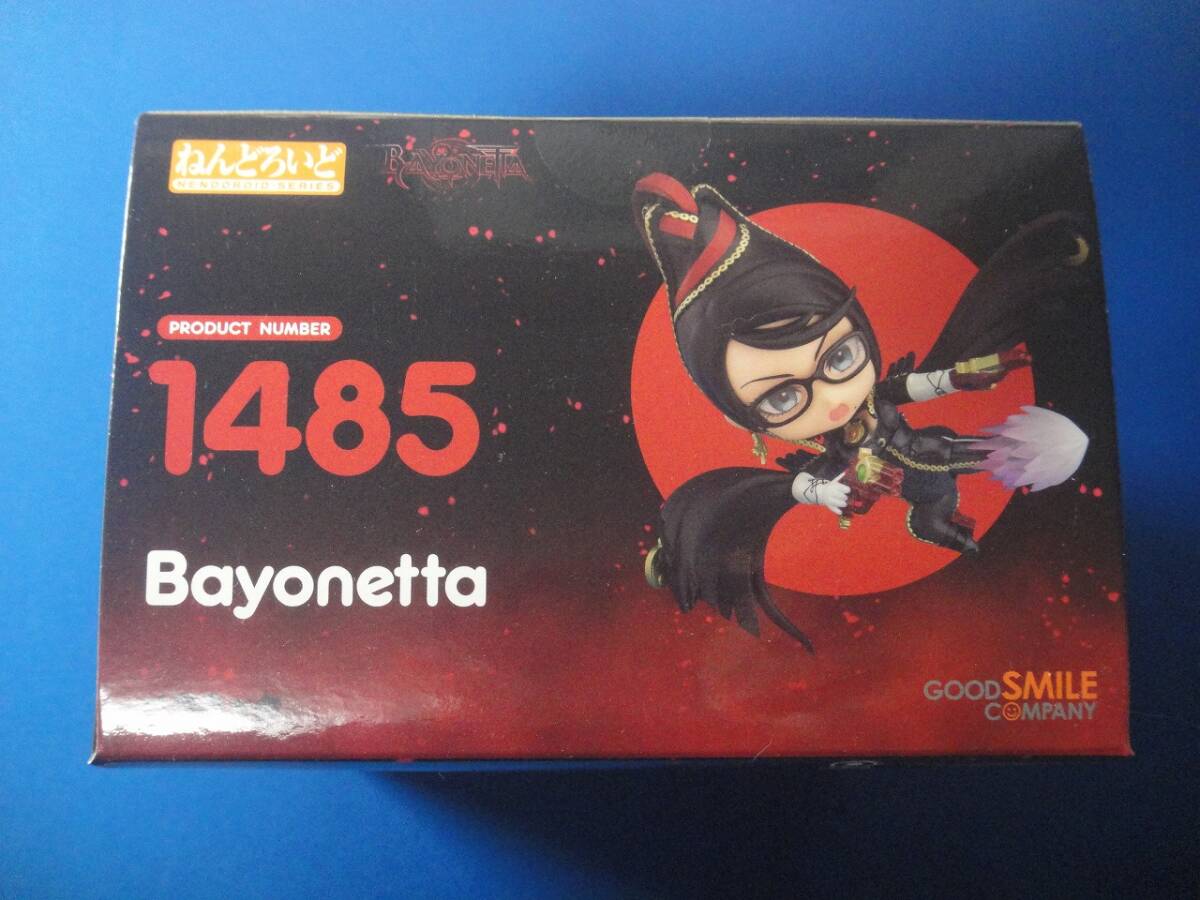 ねんどろいど
NENDOROID SERIES
BAYONETTA
PRODUCT NUMBER
1485
Bayonetta
GOOD SMILE
COMPANY